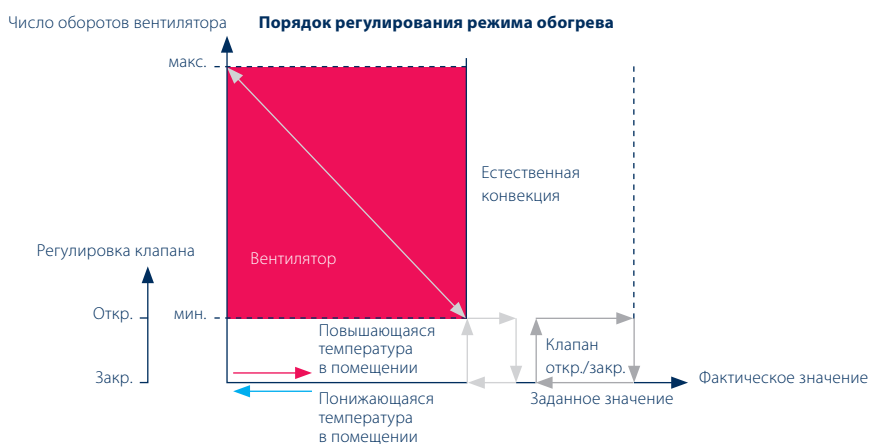 Число оборотов вентилятора
Порядок регулирования режима обогрева
макс.
Естественная
конвекция
Регулировка клапана
Вентилятор
Откр.
мин.
Повышающаяся
температура
в помещении
Клапан
откр./закр.
Закр.
Фактическое значение
Понижающаяся
температура
в помещении
Заданное значение